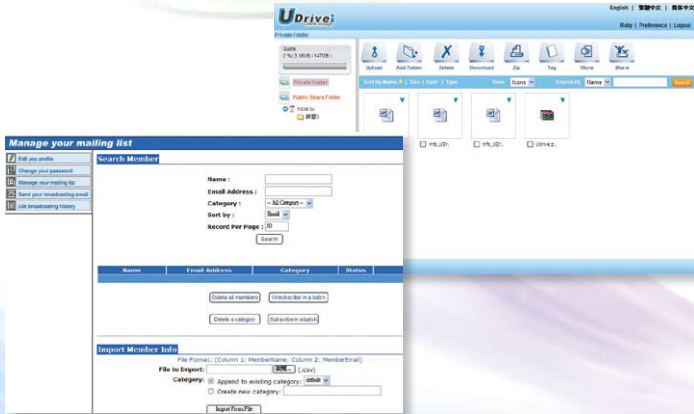 English | 繁體中文 | 簡体中文
UDrive
Ruby | Preference | Logout
Private Folder
Quota
Upload
Add Folder
Delete
Download
Zip
Tag
Move
Share
Sort By Name | Size | Date | Type
View Icons
Search By Name
Private Folder
Public Share Folder
Manage your mailing list
Edit you profile
Change your password
Manage your mailing list
Send your broadcasting email
List broadcasting history
Search Member
Name :
Email Address :
Category : -- All Category --
Sort by : Email
Record Per Page : 50
Search
Name Email Address Category Status
Delete all members
Unsubscribe in a batch
Delete a category
Subscribe in a batch
Import Member Info
File Format: (Column 1: MemberName, Column 2: MemberEmail)
File to Import: (.csv)
Category: Append to existing category: default
Create new category:
Import From File